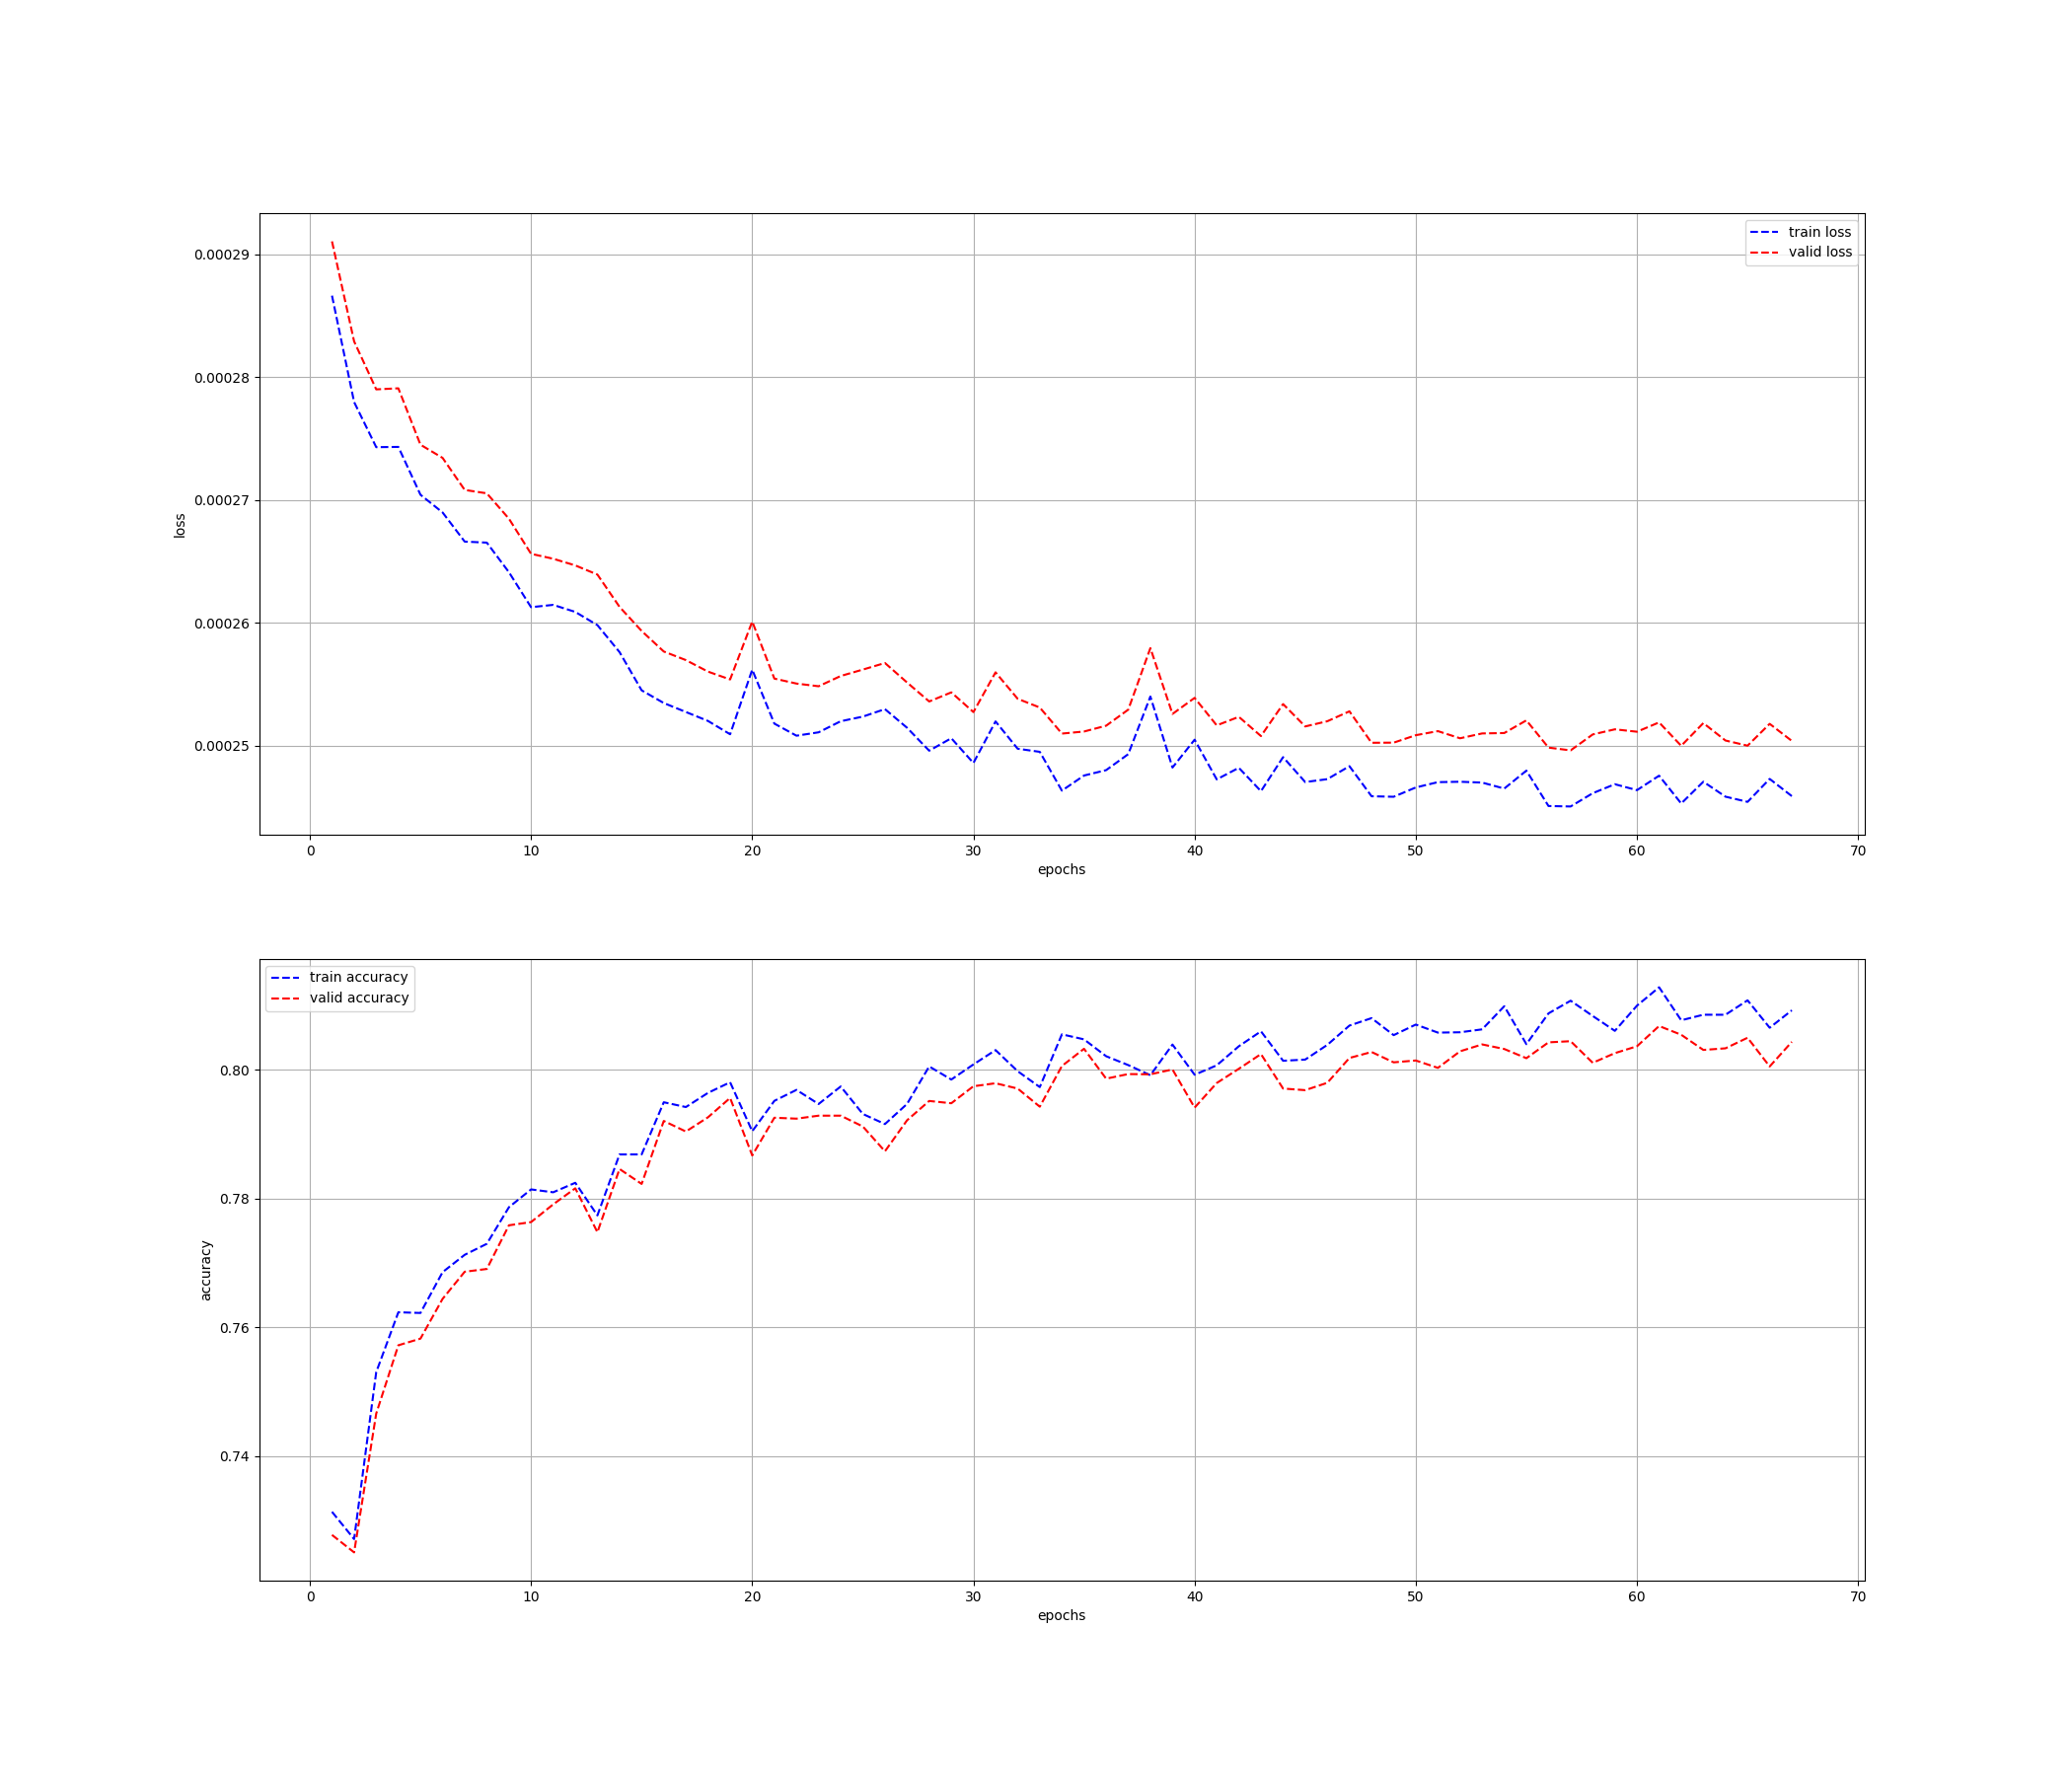 train loss
valid loss
0.00029
0.00028
0.00027
0.00026
0.00025
loss
0 10 20 30 40 50 60 70
epochs
train accuracy
valid accuracy
0.80
0.78
0.76
0.74
accuracy
0 10 20 30 40 50 60 70
epochs